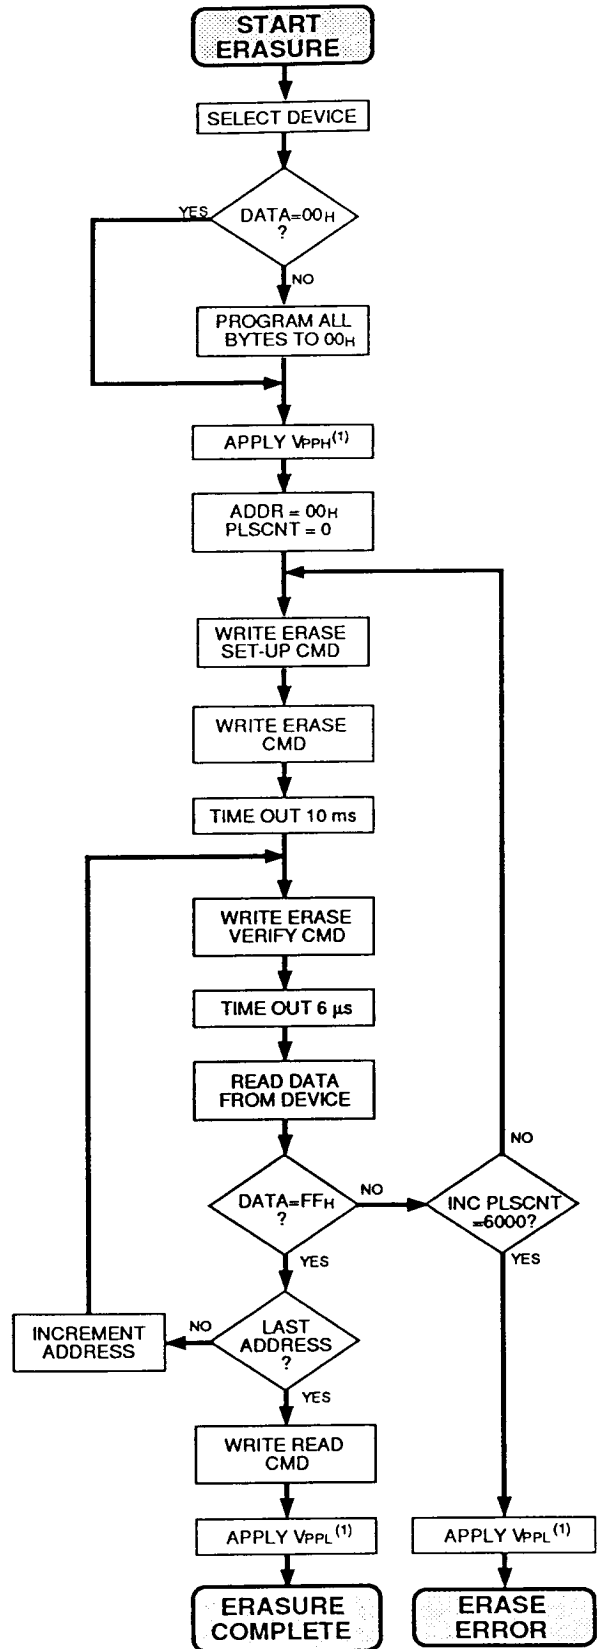 START
ERASURE
SELECT DEVICE
DATA=00H
?
YES
NO
PROGRAM ALL
BYTES TO 00H
APPLY VPPH(1)
ADDR = 00H
PLSCNT = 0
WRITE ERASE
SET-UP CMD
WRITE ERASE
CMD
TIME OUT 10 ms
WRITE ERASE
VERIFY CMD
TIME OUT 6 µs
READ DATA
FROM DEVICE
NO
DATA=FFH
?
NO
INC PLSCNT
=6000?
YES
YES
NO
INCREMENT
ADDRESS
LAST
ADDRESS
?
YES
WRITE READ
CMD
APPLY VPPL(1)
APPLY VPPL(1)
ERASURE
COMPLETE
ERASE
ERROR